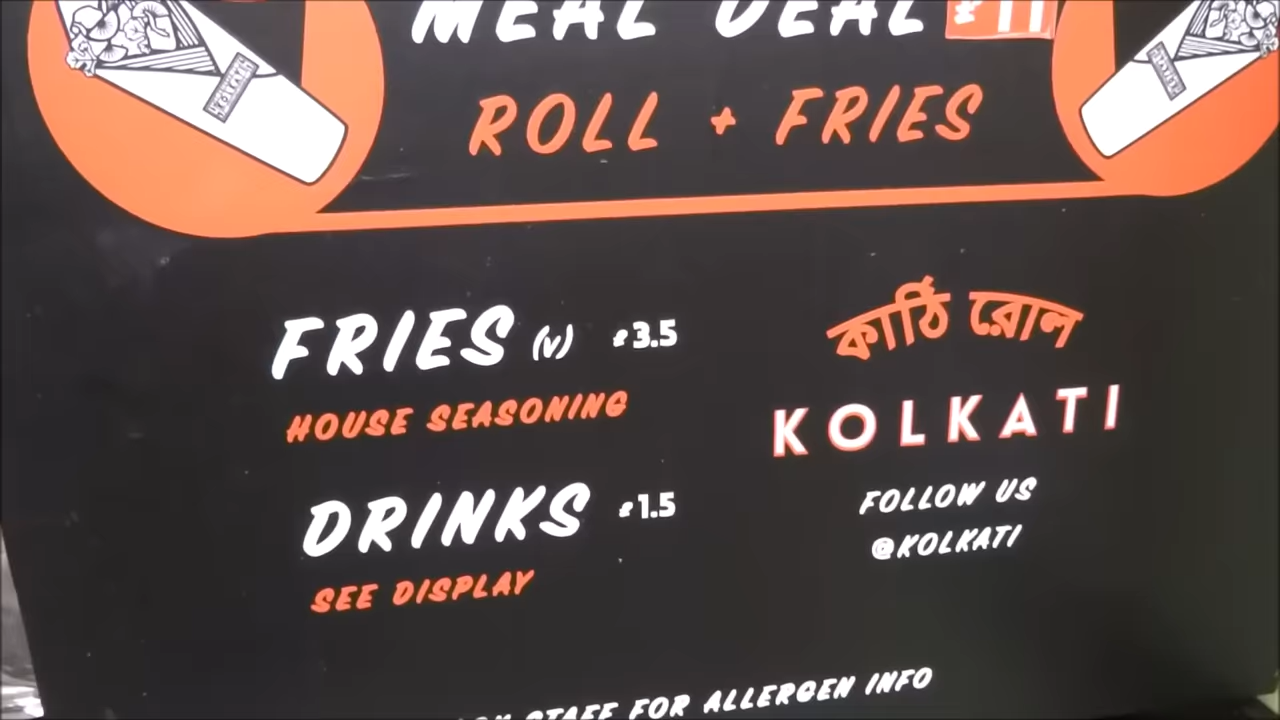 MEAL DEAL £11
ROLL + FRIES
FRIES (v) £3.5
HOUSE SEASONING
DRINKS £1.5
SEE DISPLAY
কাঠি রোল
KOLKATI
FOLLOW US
@KOLKATI
STAFF FOR ALLERGEN INFO